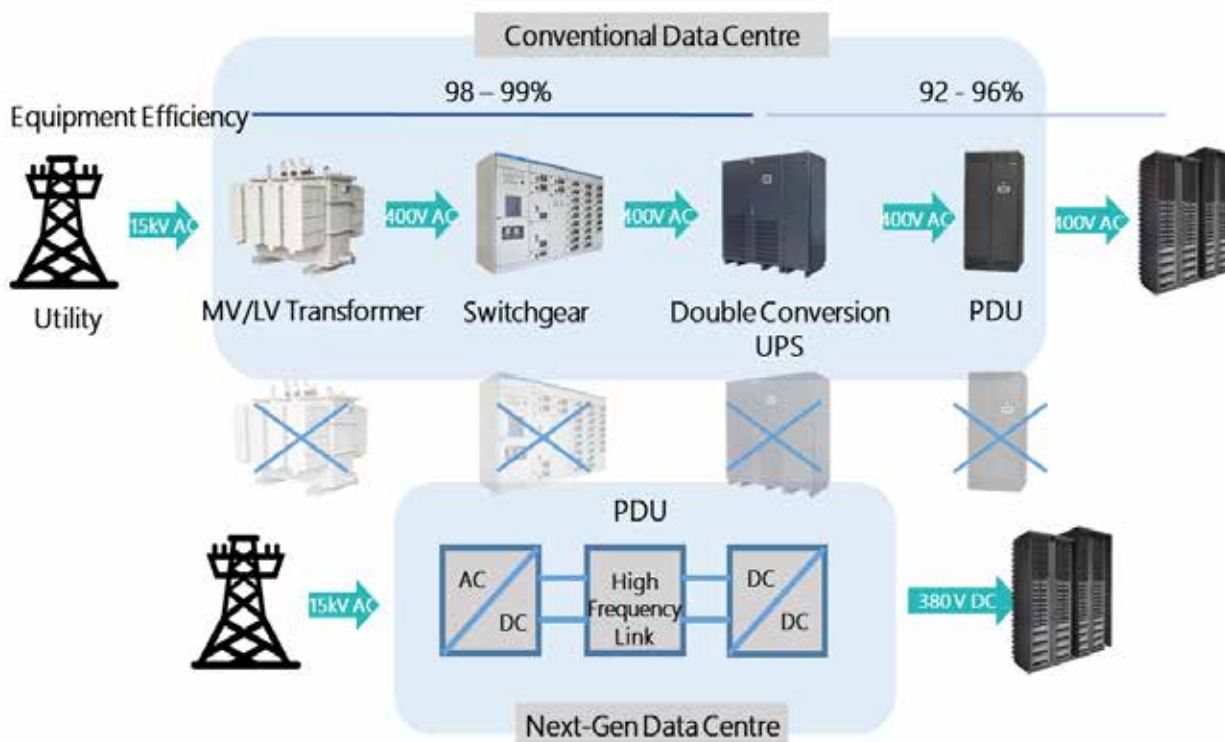 Conventional Data Centre
98 – 99%
92 - 96%
Equipment Efficiency
15kV AC
400V AC
400V AC
400V AC
400V AC
Utility
MV/LV Transformer
Switchgear
Double Conversion
UPS
PDU
PDU
AC
DC
High
Frequency
Link
DC
DC
15kV AC
380V DC
Next-Gen Data Centre